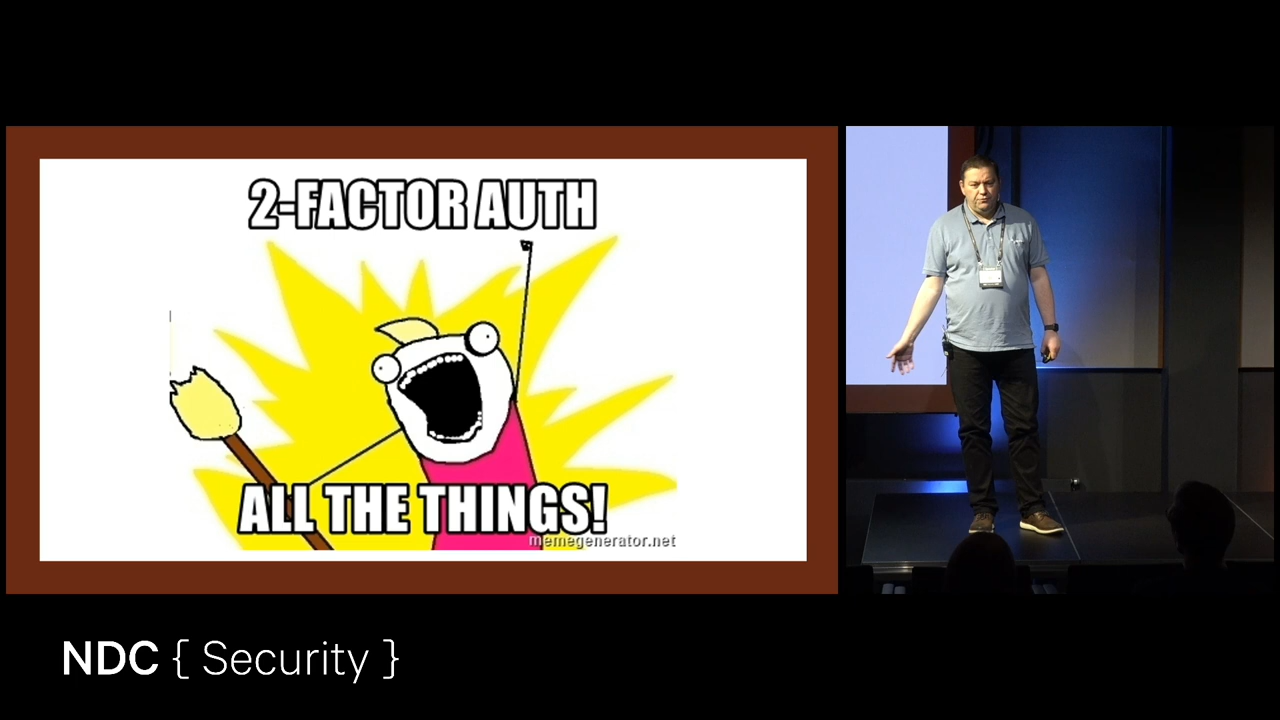 2-FACTOR AUTH
ALL THE THINGS!
memegenerator.net
NDC { Security }